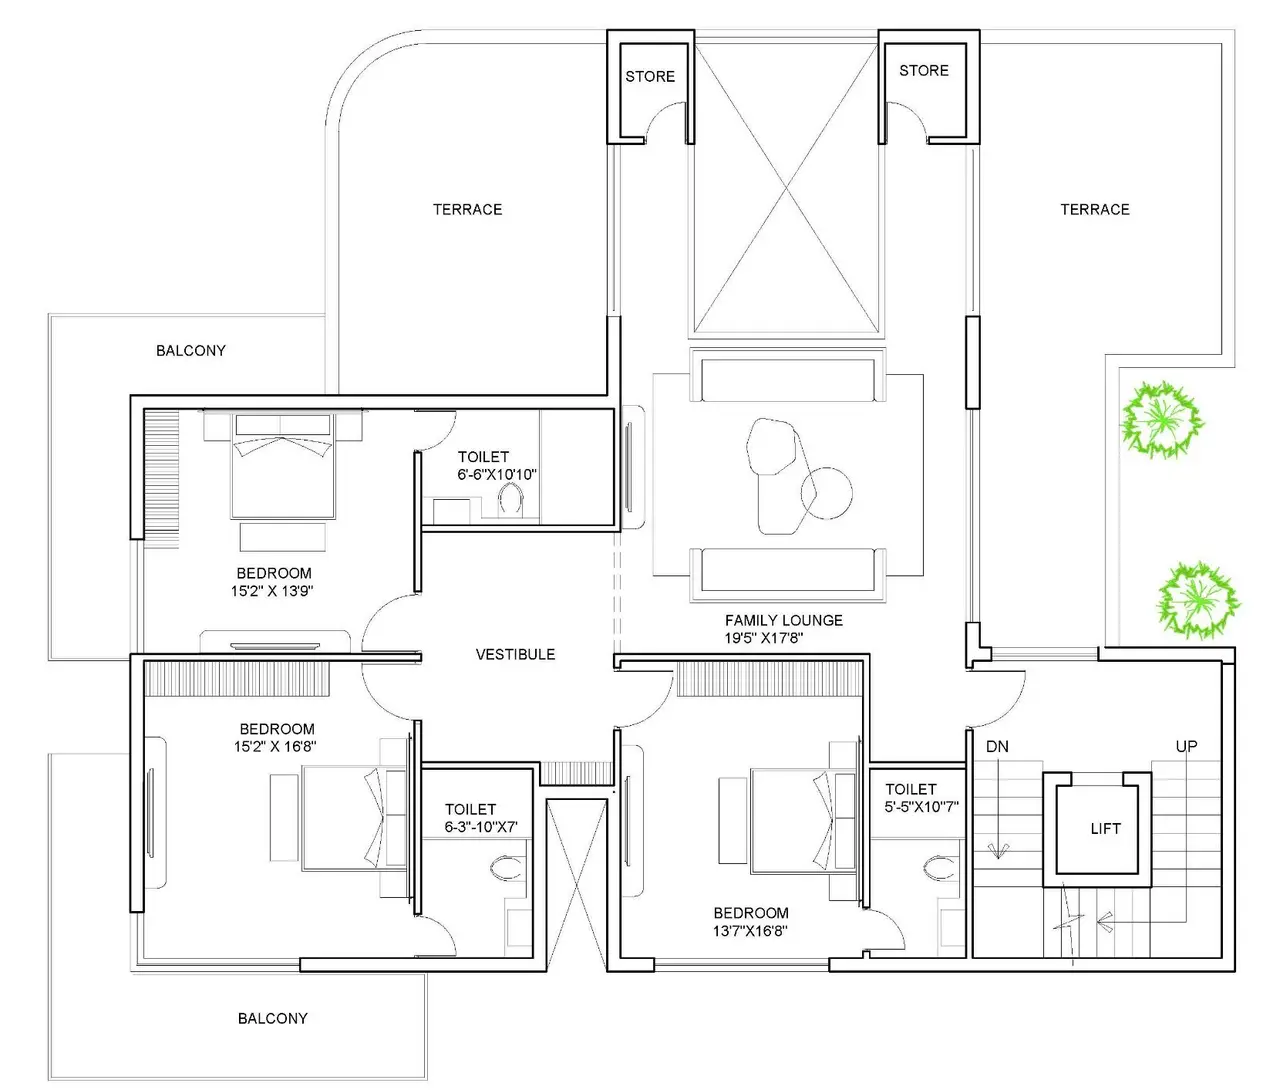 STORE
STORE
TERRACE
TERRACE
BALCONY
TOILET
6'-6"X10'10"
BEDROOM
15'2" X 13'9"
FAMILY LOUNGE
19'5" X17'8"
VESTIBULE
BEDROOM
15'2" X 16'8"
DN
UP
TOILET
6-3"-10"X7'
TOILET
5'-5"X10'7"
LIFT
BEDROOM
13'7"X16'8"
BALCONY